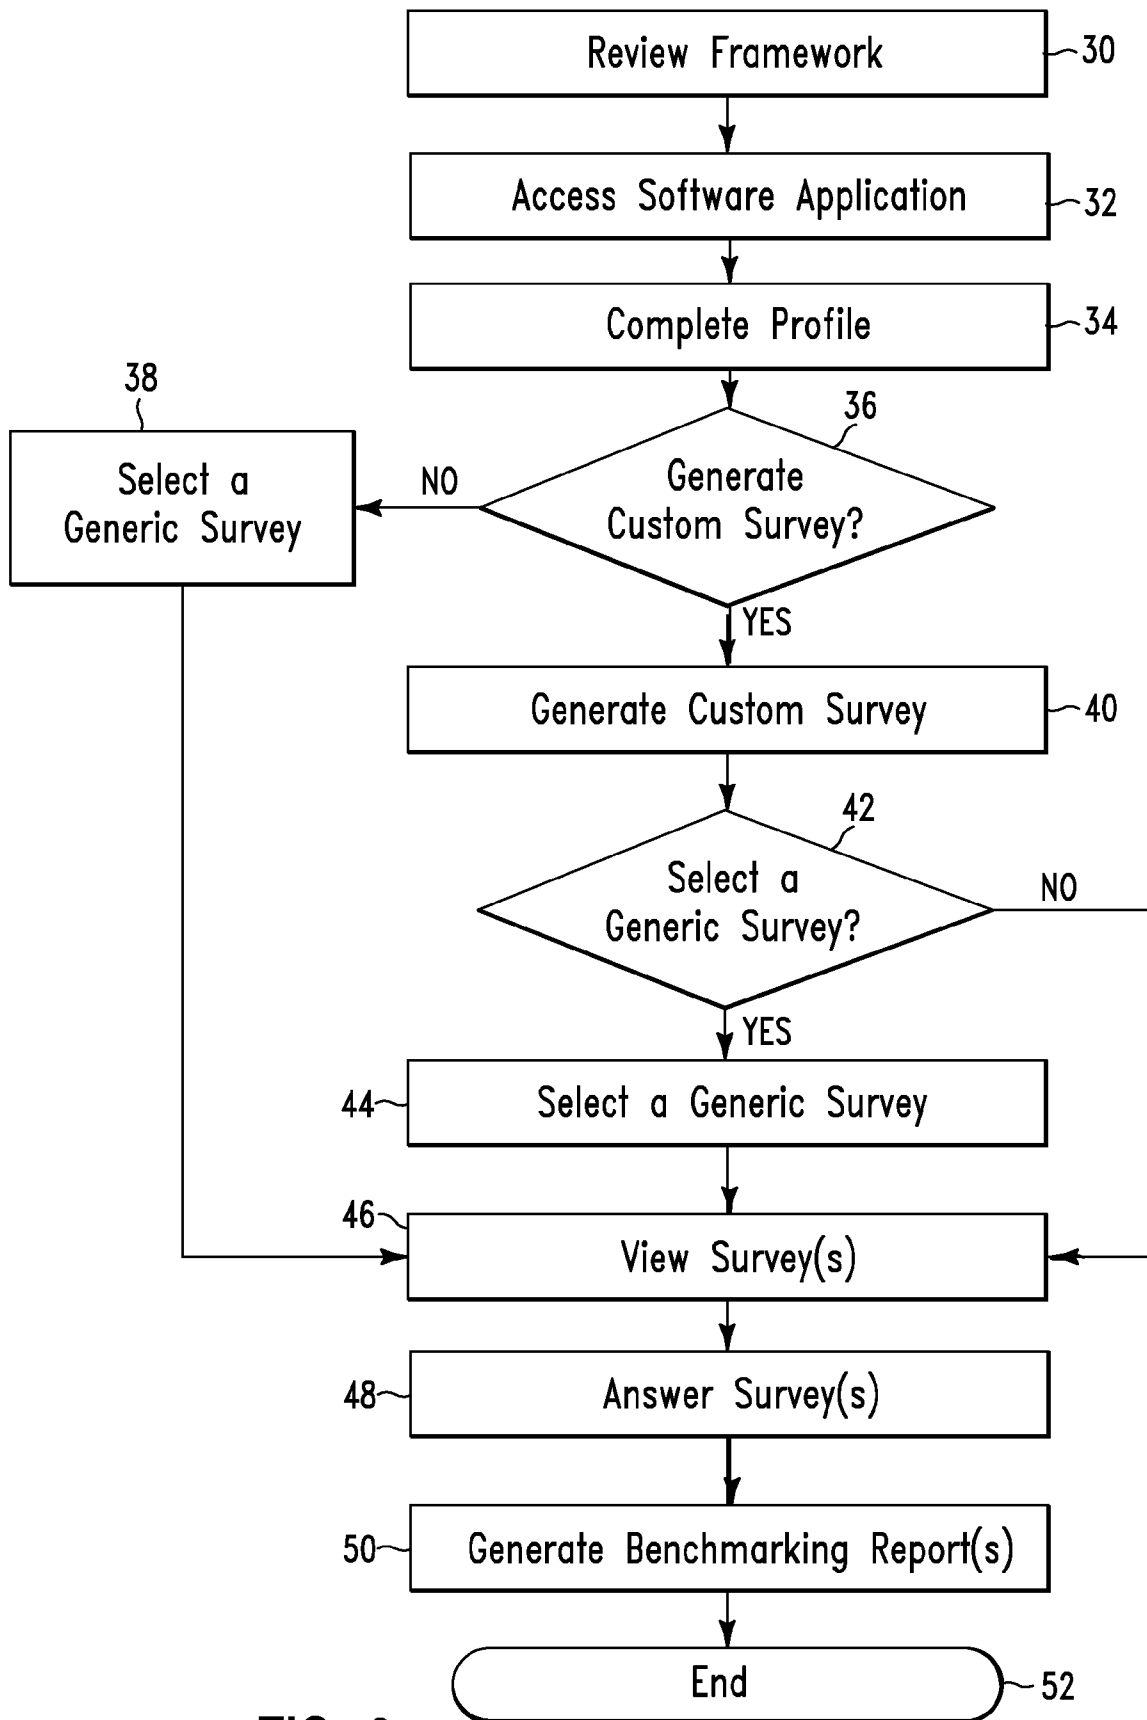 Review Framework
30
Access Software Application
32
Complete Profile
34
38
36
Select a
Generic Survey
NO
Generate
Custom Survey?
YES
Generate Custom Survey
40
42
Select a
Generic Survey?
NO
YES
44
Select a Generic Survey
46
View Survey(s)
48
Answer Survey(s)
50
Generate Benchmarking Report(s)
End
52